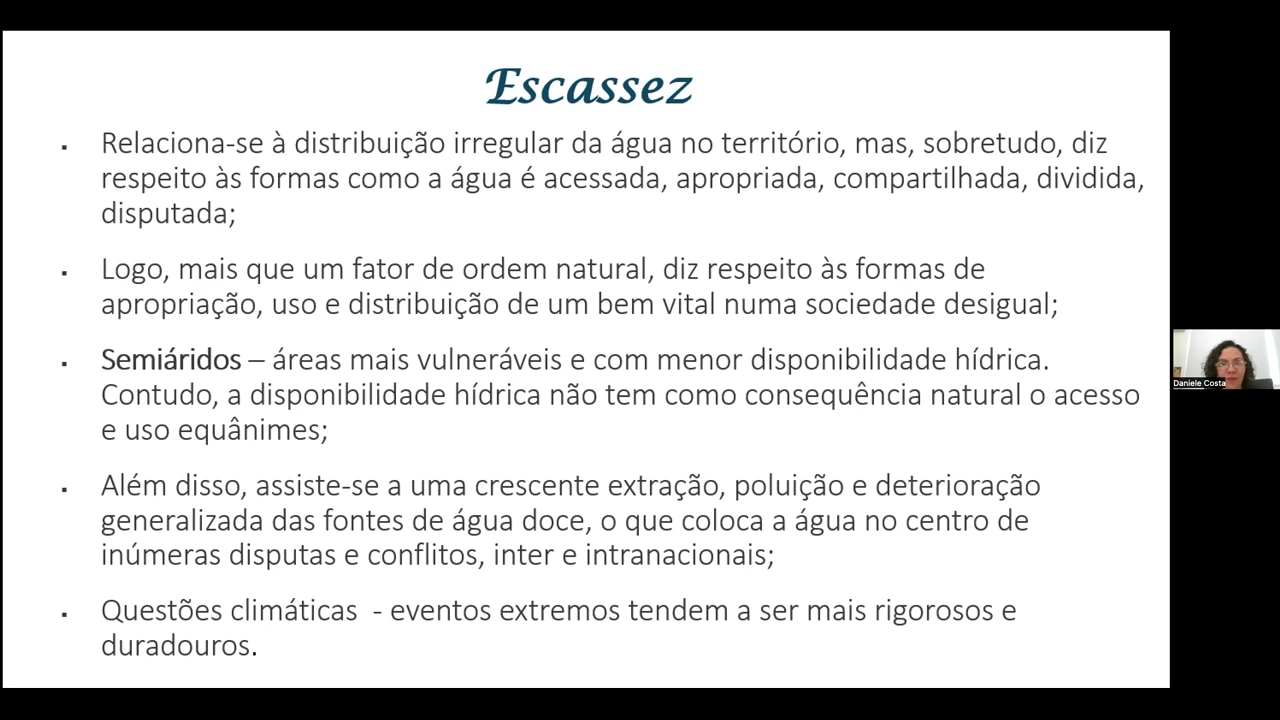 Escassez
▪ Relaciona-se à distribuição irregular da água no território, mas, sobretudo, diz
respeito às formas como a água é acessada, apropriada, compartilhada, dividida,
disputada;
▪ Logo, mais que um fator de ordem natural, diz respeito às formas de
apropriação, uso e distribuição de um bem vital numa sociedade desigual;
▪ Semiáridos – áreas mais vulneráveis e com menor disponibilidade hídrica.
Contudo, a disponibilidade hídrica não tem como consequência natural o acesso
e uso equânimes;
▪ Além disso, assiste-se a uma crescente extração, poluição e deterioração
generalizada das fontes de água doce, o que coloca a água no centro de
inúmeras disputas e conflitos, inter e intranacionais;
▪ Questões climáticas - eventos extremos tendem a ser mais rigorosos e
duradouros.
Daniele Costa